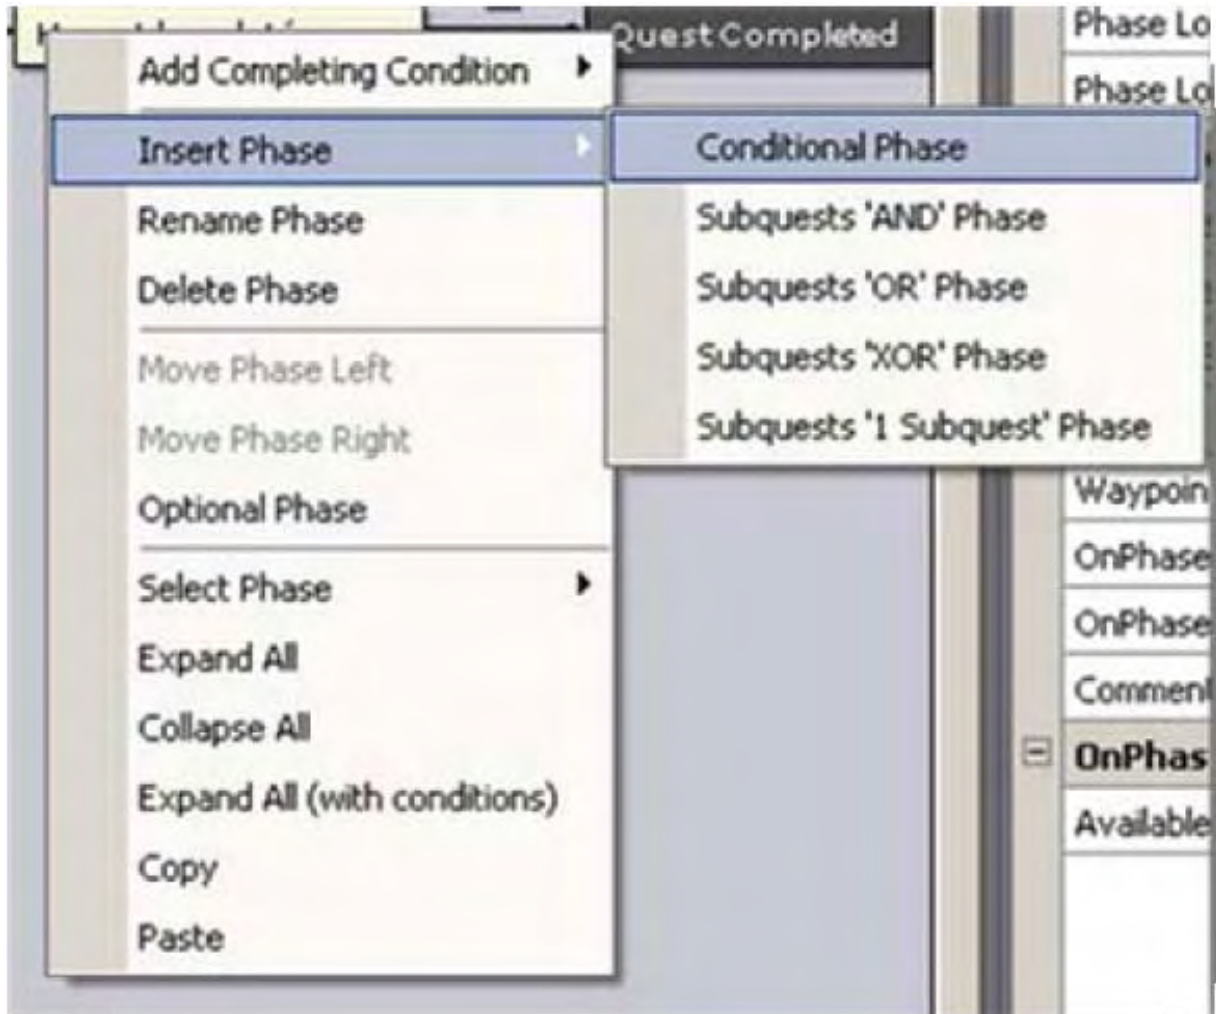 Quest Completed
Phase Lo
Phase Lo
Add Completing Condition
Insert Phase
Rename Phase
Delete Phase
Move Phase Left
Move Phase Right
Optional Phase
Select Phase
Expand All
Collapse All
Expand All (with conditions)
Copy
Paste
Conditional Phase
Subquests 'AND' Phase
Subquests 'OR' Phase
Subquests 'XOR' Phase
Subquests '1 Subquest' Phase
Waypoin
OnPhase
OnPhase
Comment
OnPhas
Available